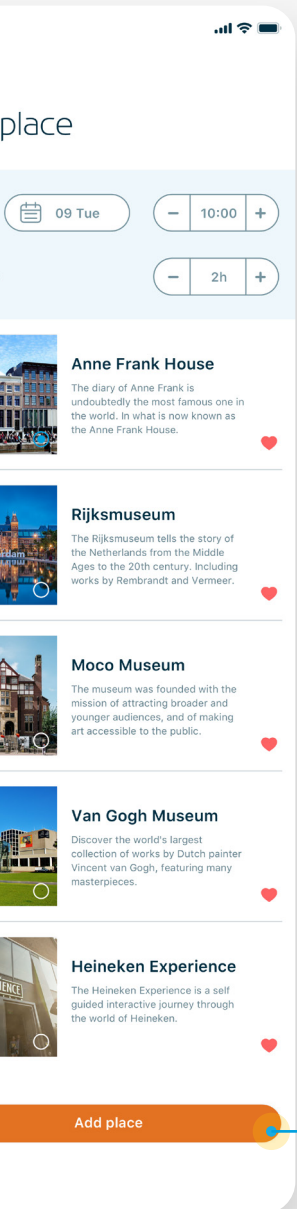 place
09 Tue
− 10:00 +
− 2h +
Anne Frank House
The diary of Anne Frank is
undoubtedly the most famous one in
the world. In what is now known as
the Anne Frank House.
Rijksmuseum
The Rijksmuseum tells the story of
the Netherlands from the Middle
Ages to the 20th century. Including
works by Rembrandt and Vermeer.
Moco Museum
The museum was founded with the
mission of attracting broader and
younger audiences, and of making
art accessible to the public.
Van Gogh Museum
Discover the world's largest
collection of works by Dutch painter
Vincent van Gogh, featuring many
masterpieces.
Heineken Experience
The Heineken Experience is a self
guided interactive journey through
the world of Heineken.
Add place